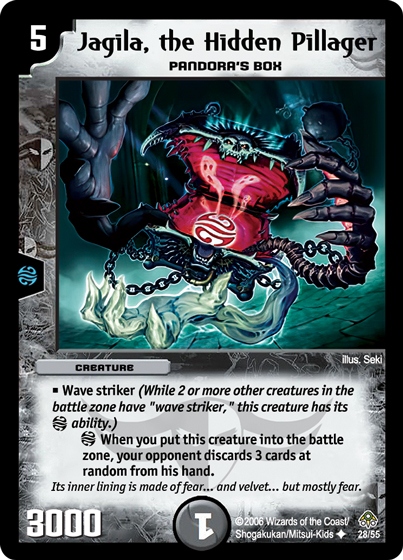 5 Jagila, the Hidden Pillager
PANDORA'S BOX
illus. Seki
CREATURE
▪ Wave striker (While 2 or more other creatures in the
battle zone have "wave striker," this creature has its
ability.)
When you put this creature into the battle
zone, your opponent discards 3 cards at
random from his hand.
Its inner lining is made of fear... and velvet... but mostly fear.
3000
1
©2006 Wizards of the Coast/
Shogakukan/Mitsui-Kids 28/55